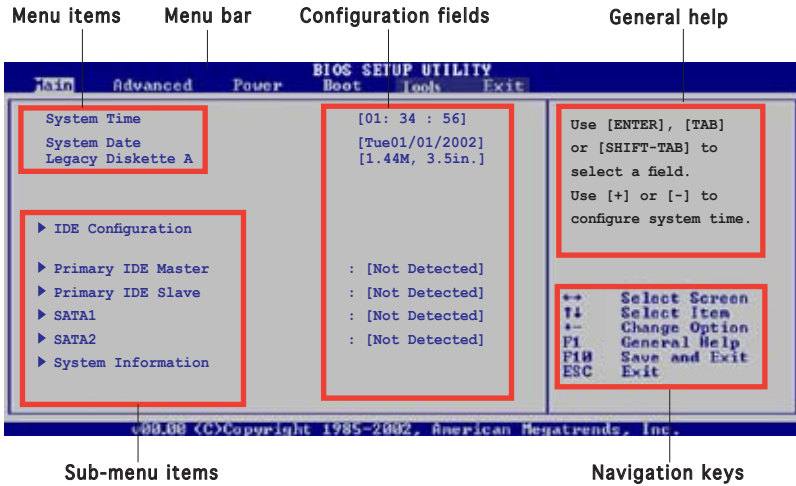 Menu items Menu bar Configuration fields General help
BIOS SETUP UTILITY
Main Advanced Power Boot Tools Exit
System Time [01: 34 : 56]
System Date [Tue01/01/2002]
Legacy Diskette A [1.44M, 3.5in.]
IDE Configuration
Primary IDE Master : [Not Detected]
Primary IDE Slave : [Not Detected]
SATA1 : [Not Detected]
SATA2 : [Not Detected]
System Information
Use [ENTER], [TAB]
or [SHIFT-TAB] to
select a field.
Use [+] or [-] to
configure system time.
←→ Select Screen
↑↓ Select Item
+- Change Option
F1 General Help
F10 Save and Exit
ESC Exit
v00.00 (C)Copyright 1985-2002, American Megatrends, Inc.
Sub-menu items Navigation keys